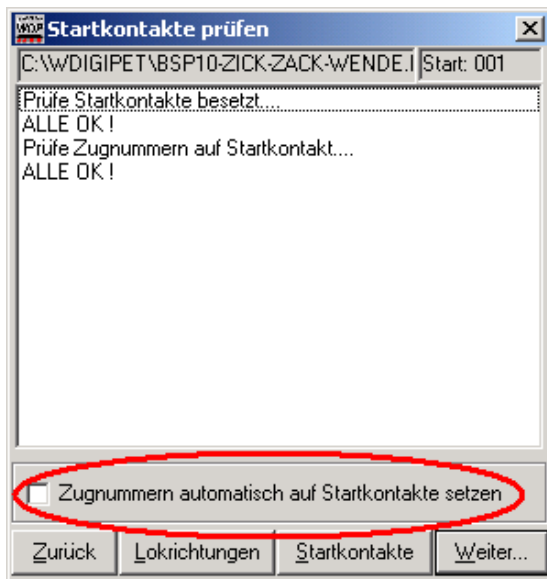 WDP Startkontakte prüfen
C:\WDIGIPET\BSP10-ZICK-ZACK-WENDE.I Start: 001
Prüfe Startkontakte besetzt....
ALLE OK !
Prüfe Zugnummern auf Startkontakt....
ALLE OK !
Zugnummern automatisch auf Startkontakte setzen
Zurück Lokrichtungen Startkontakte Weiter...